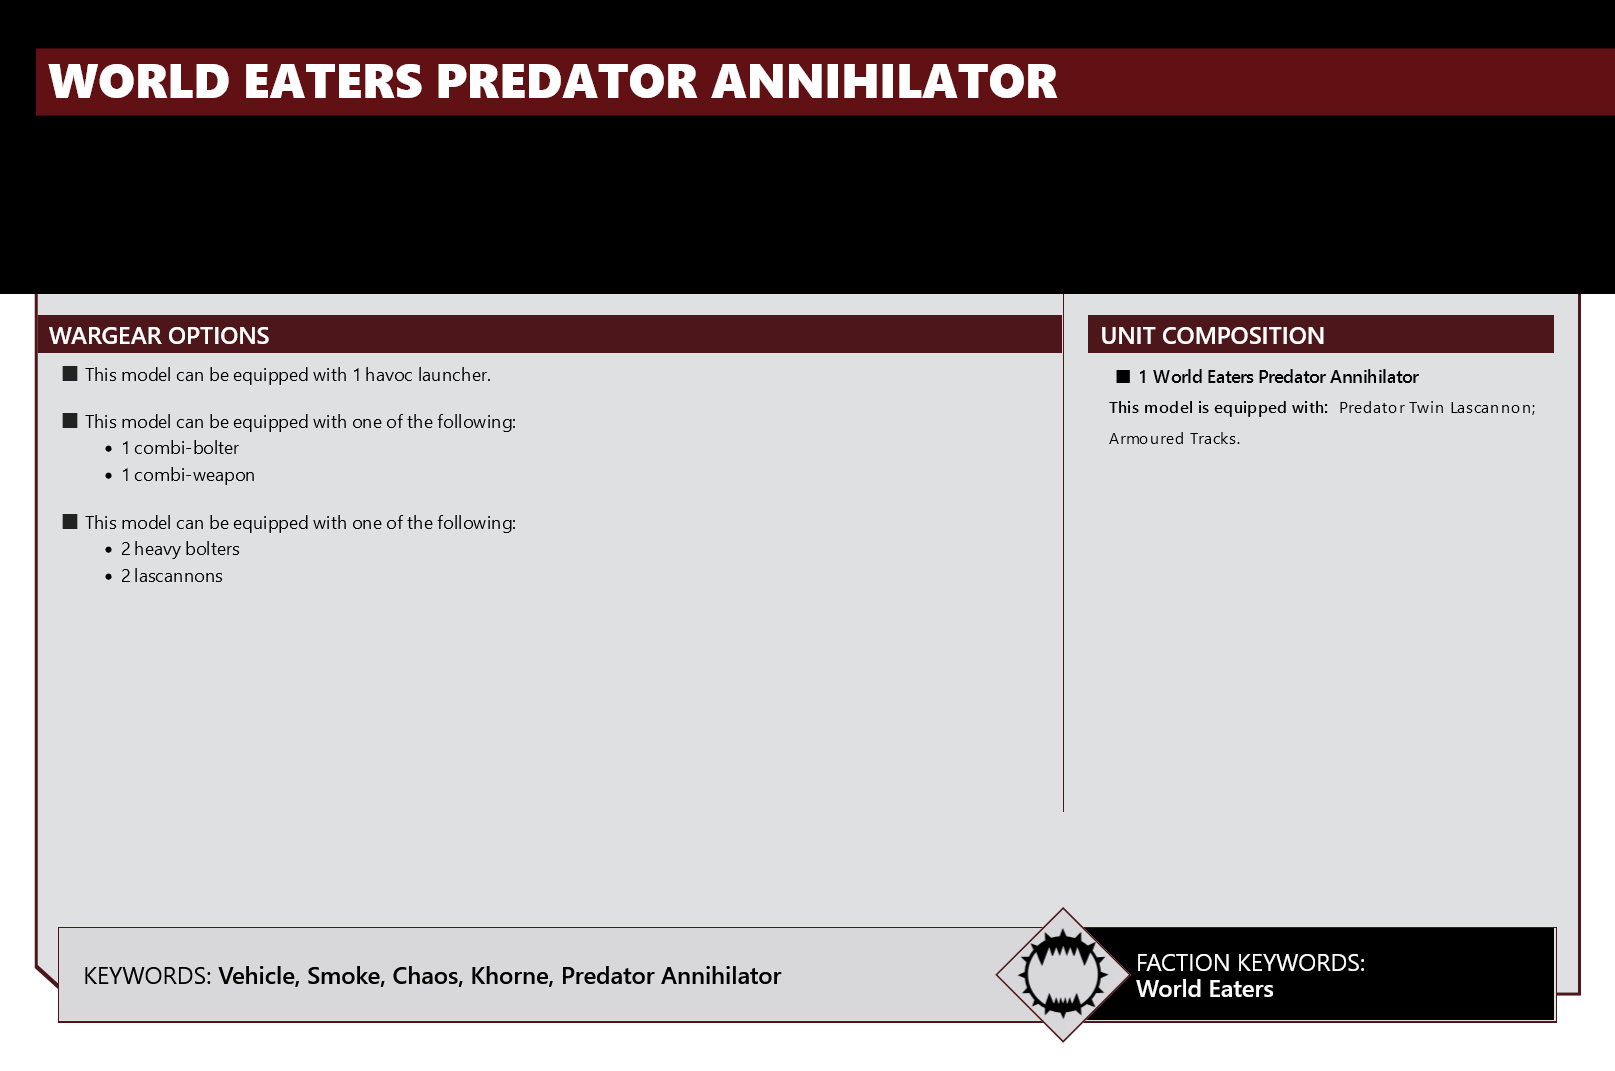 WORLD EATERS PREDATOR ANNIHILATOR
WARGEAR OPTIONS
■ This model can be equipped with 1 havoc launcher.
■ This model can be equipped with one of the following:
• 1 combi-bolter
• 1 combi-weapon
■ This model can be equipped with one of the following:
• 2 heavy bolters
• 2 lascannons
UNIT COMPOSITION
■ 1 World Eaters Predator Annihilator
This model is equipped with: Predator Twin Lascannon;
Armoured Tracks.
KEYWORDS: Vehicle, Smoke, Chaos, Khorne, Predator Annihilator
FACTION KEYWORDS:
World Eaters